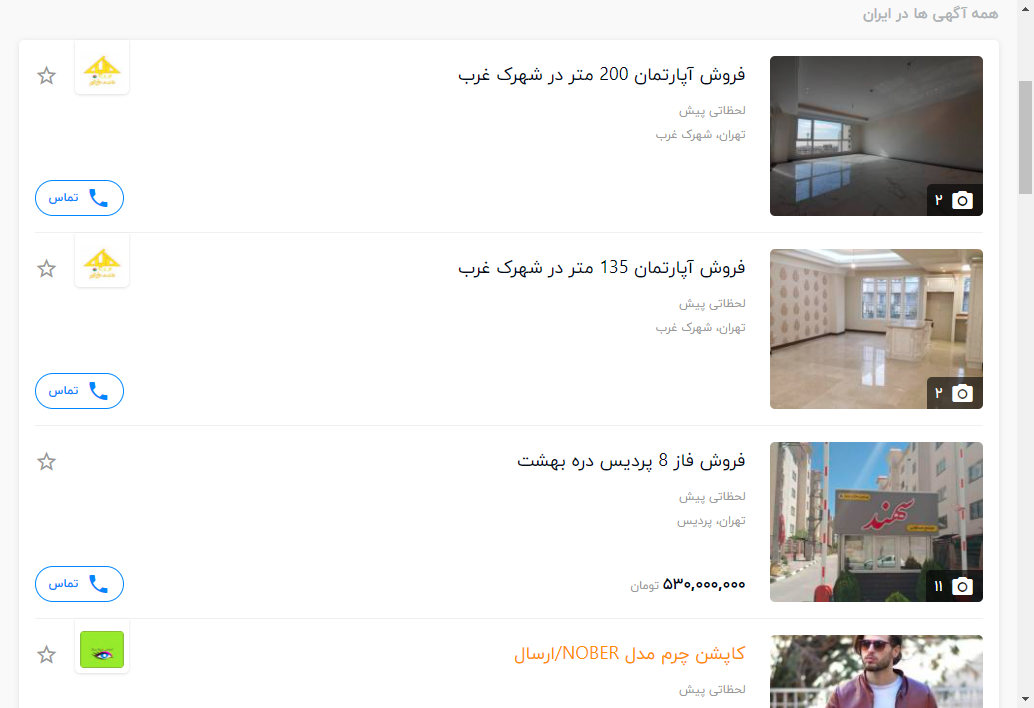 همه آگهی ها در ایران
فروش آپارتمان 200 متر در شهرک غرب
لحظاتی پیش
تهران، شهرک غرب
۲
تماس
فروش آپارتمان 135 متر در شهرک غرب
لحظاتی پیش
تهران، شهرک غرب
۲
تماس
فروش فاز 8 پردیس دره بهشت
لحظاتی پیش
تهران، پردیس
سهند
۱۱
۵۳۰,۰۰۰,۰۰۰ تومان
تماس
کاپشن چرم مدل NOBER/ارسال
لحظاتی پیش